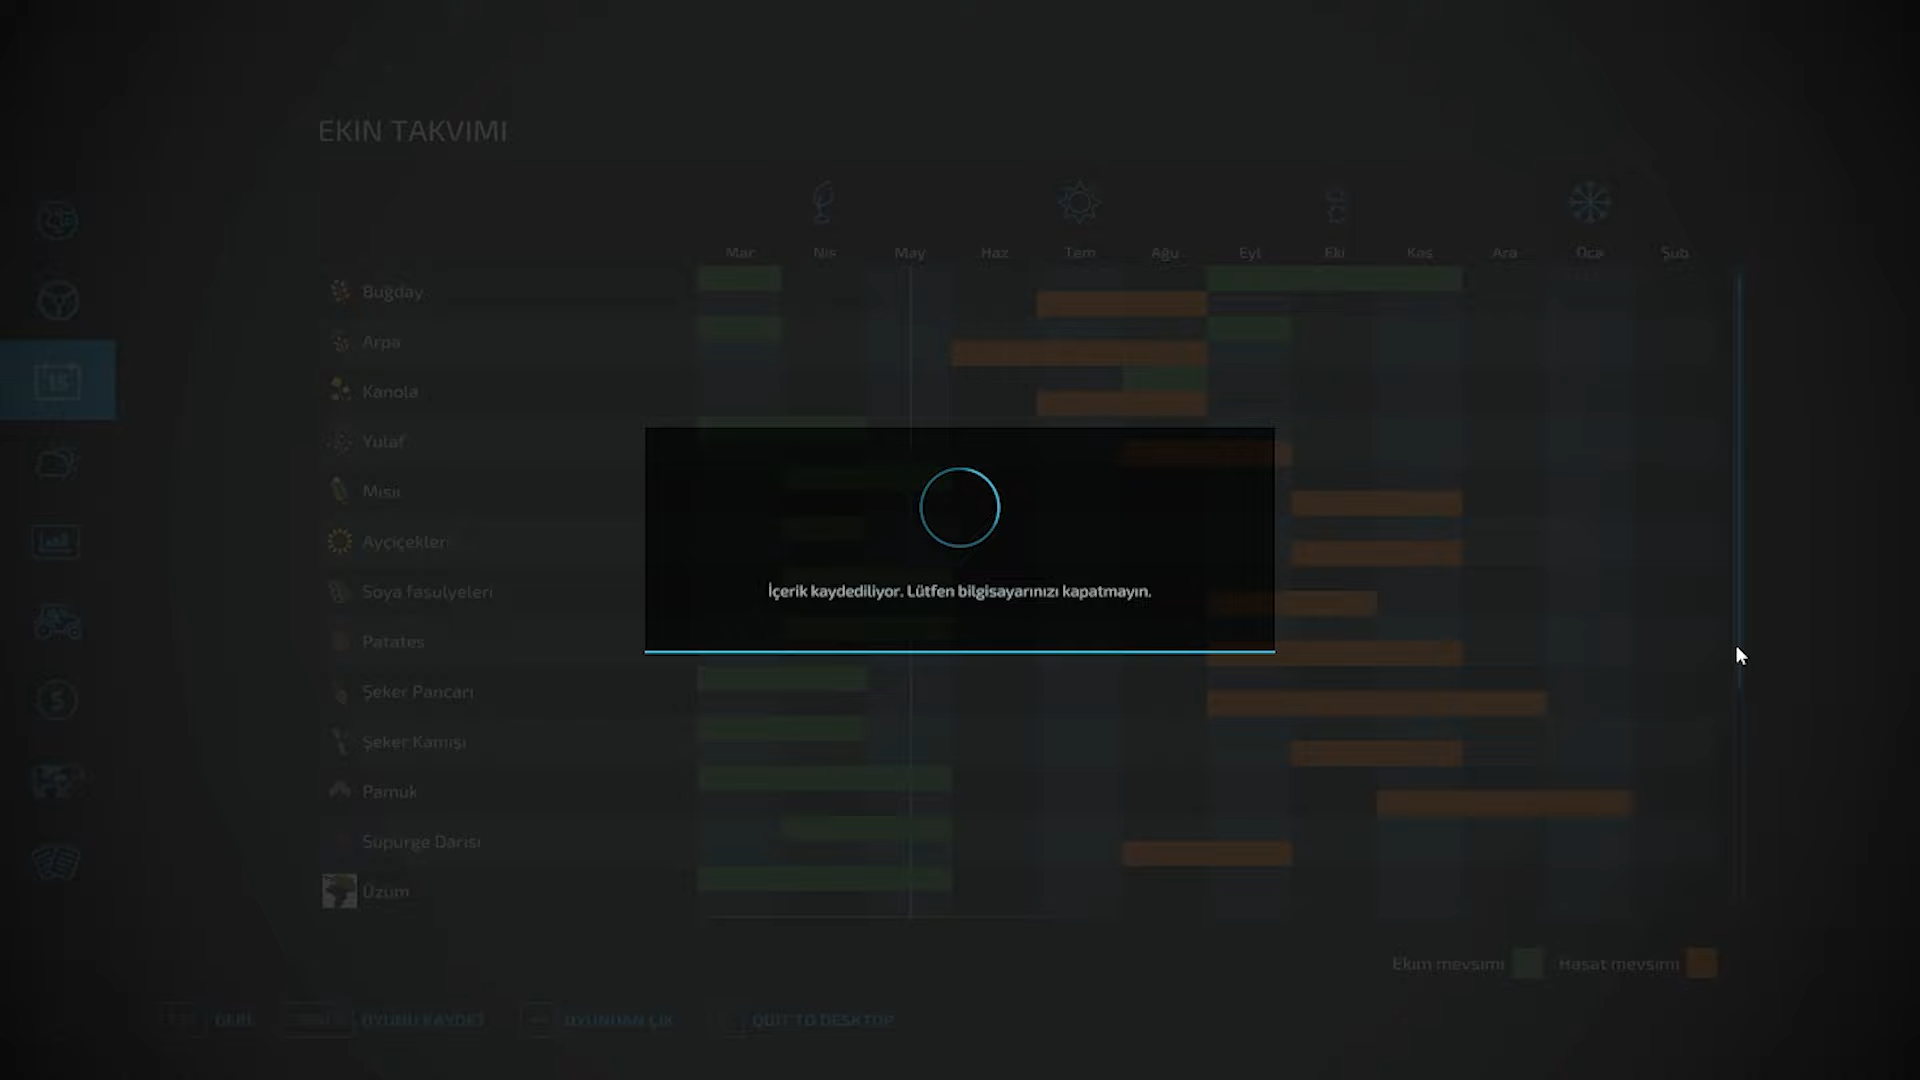 EKİN TAKVİMİ
Mar Nis May Haz Tem Ağu Eyl Eki Kas Ara Oca Şub
Buğday
Arpa
Kanola
Yulaf
Mısır
Ayçiçekleri
Soya fasulyeleri
Patates
Şeker Pancarı
Şeker Kamışı
Pamuk
Süpürge Darısı
Üzüm
İçerik kaydediliyor. Lütfen bilgisayarınızı kapatmayın.
Ekim mevsimi Hasat mevsimi
GERİ OYUNU KAYDET OYUNDAN ÇIK QUIT TO DESKTOP